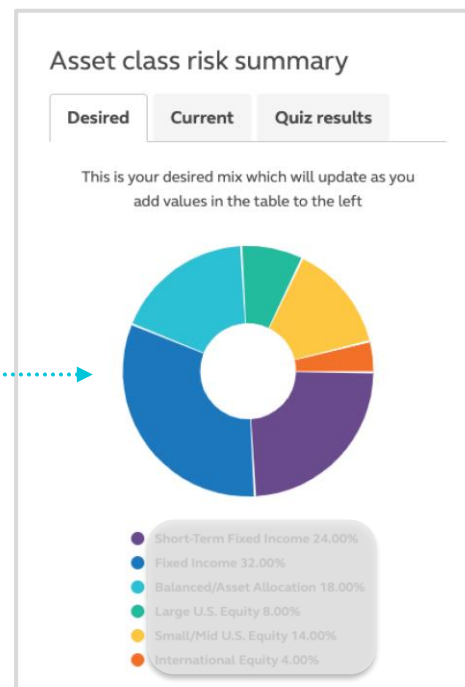 Asset class risk summary
Desired Current Quiz results
This is your desired mix which will update as you
add values in the table to the left
Short-Term Fixed Income 24.00%
Fixed Income 32.00%
Balanced/Asset Allocation 18.00%
Large U.S. Equity 8.00%
Small/Mid U.S. Equity 14.00%
International Equity 4.00%